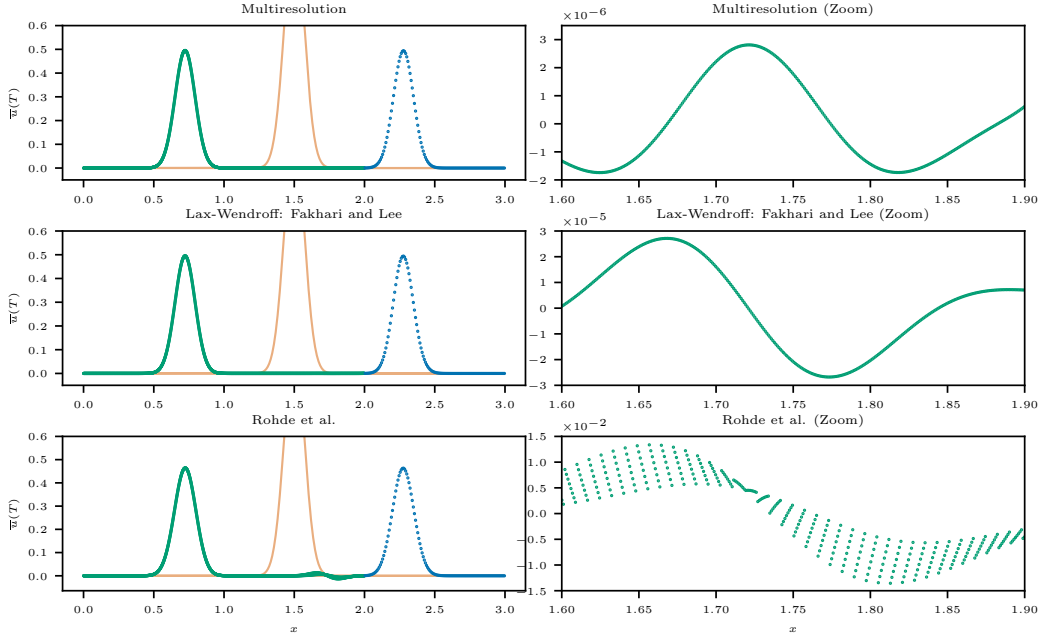 Multiresolution
Multiresolution (Zoom)
×10−6
0.6
0.5
0.4
0.3
0.2
0.1
0.0
u̅(T)
0.0 0.5 1.0 1.5 2.0 2.5 3.0
x
3
2
1
0
−1
−2
1.60 1.65 1.70 1.75 1.80 1.85 1.90
x
Lax-Wendroff: Fakhari and Lee
Lax-Wendroff: Fakhari and Lee (Zoom)
×10−5
0.6
0.5
0.4
0.3
0.2
0.1
0.0
u̅(T)
0.0 0.5 1.0 1.5 2.0 2.5 3.0
3
2
1
0
−1
−2
−3
1.60 1.65 1.70 1.75 1.80 1.85 1.90
Rohde et al.
Rohde et al. (Zoom)
×10−2
0.6
0.5
0.4
0.3
0.2
0.1
0.0
u̅(T)
0.0 0.5 1.0 1.5 2.0 2.5 3.0
x
1.5
1.0
0.5
0.0
−0.5
−1.0
−1.5
1.60 1.65 1.70 1.75 1.80 1.85 1.90
x